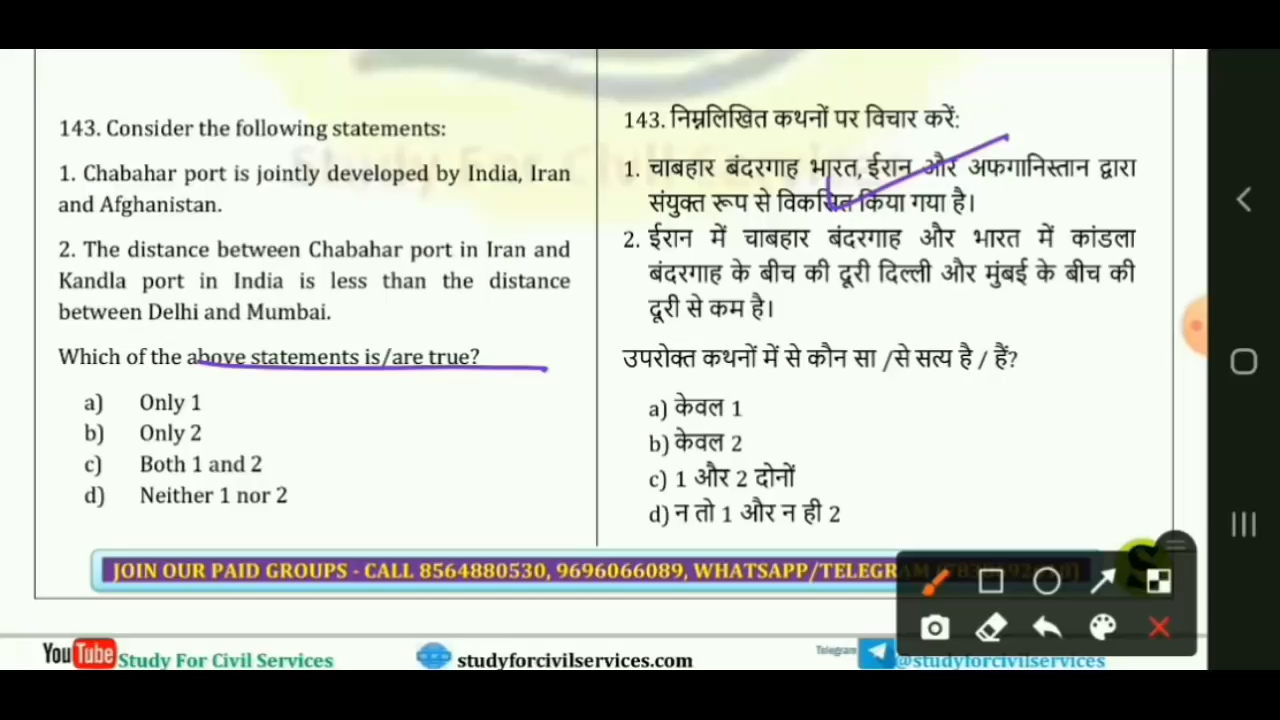 143. Consider the following statements:
1. Chabahar port is jointly developed by India, Iran
and Afghanistan.
2. The distance between Chabahar port in Iran and
Kandla port in India is less than the distance
between Delhi and Mumbai.
Which of the above statements is/are true?
a) Only 1
b) Only 2
c) Both 1 and 2
d) Neither 1 nor 2
143. निम्नलिखित कथनों पर विचार करें:
1. चाबहार बंदरगाह भारत, ईरान और अफगानिस्तान द्वारा
संयुक्त रूप से विकसित किया गया है।
2. ईरान में चाबहार बंदरगाह और भारत में कांडला
बंदरगाह के बीच की दूरी दिल्ली और मुंबई के बीच की
दूरी से कम है।
उपरोक्त कथनों में से कौन सा /से सत्य है / हैं?
a) केवल 1
b) केवल 2
c) 1 और 2 दोनों
d) न तो 1 और न ही 2
JOIN OUR PAID GROUPS - CALL 8564880530, 9696066089, WHATSAPP/TELEGRAM
YouTube Study For Civil Services
studyforcivilservices.com
Telegram @studyforcivilservices
Study For Civil Services